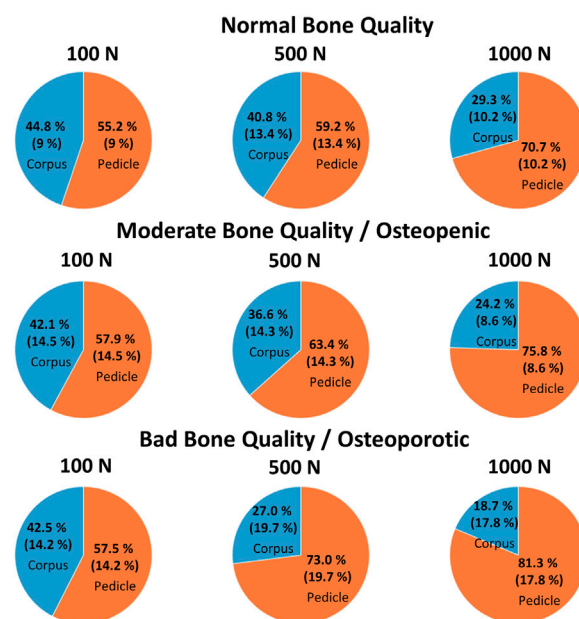 Normal Bone Quality
100 N
500 N
1000 N
44.8 %
(9 %)
Corpus
55.2 %
(9 %)
Pedicle
40.8 %
(13.4 %)
Corpus
59.2 %
(13.4 %)
Pedicle
29.3 %
(10.2 %)
Corpus
70.7 %
(10.2 %)
Pedicle
Moderate Bone Quality / Osteopenic
100 N
500 N
1000 N
42.1 %
(14.5 %)
Corpus
57.9 %
(14.5 %)
Pedicle
36.6 %
(14.3 %)
Corpus
63.4 %
(14.3 %)
Pedicle
24.2 %
(8.6 %)
Corpus
75.8 %
(8.6 %)
Pedicle
Bad Bone Quality / Osteoporotic
100 N
500 N
1000 N
42.5 %
(14.2 %)
Corpus
57.5 %
(14.2 %)
Pedicle
27.0 %
(19.7 %)
Corpus
73.0 %
(19.7 %)
Pedicle
18.7 %
(17.8 %)
Corpus
81.3 %
(17.8 %)
Pedicle